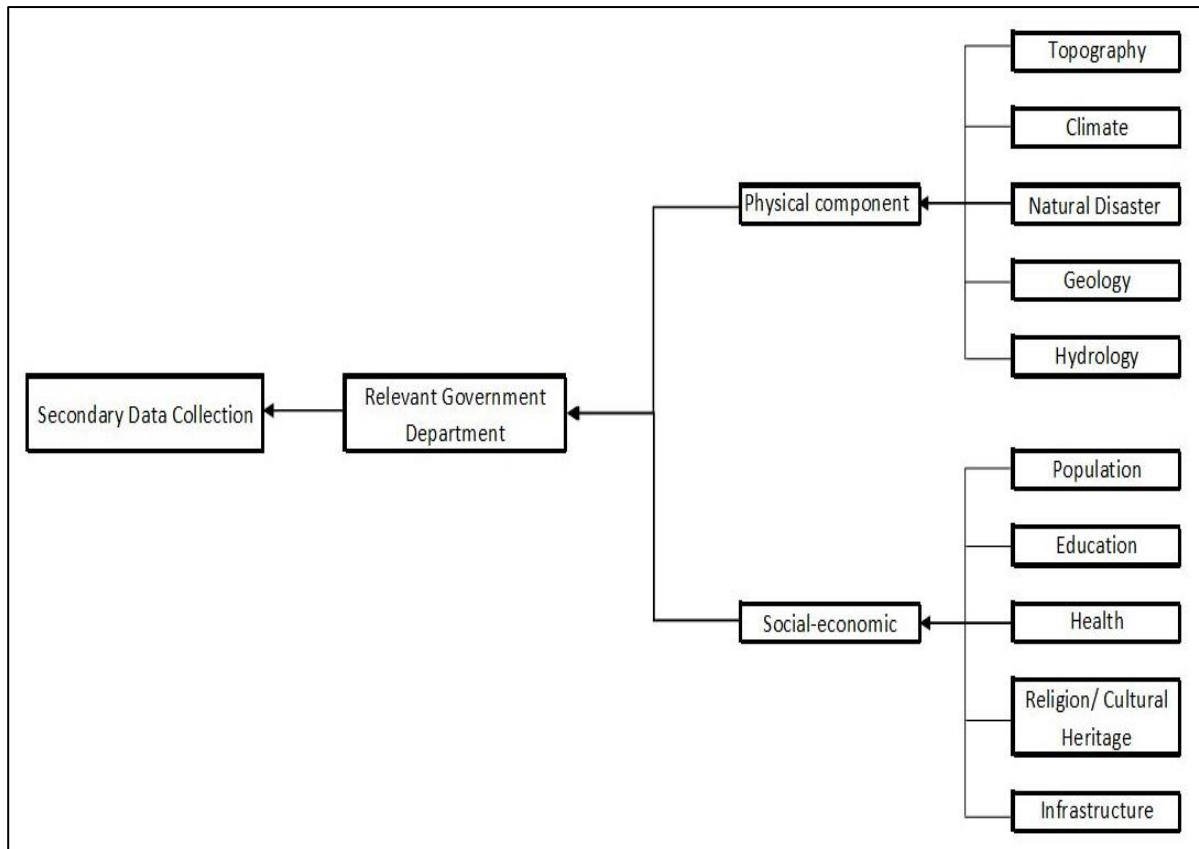 Topography
Climate
Physical component
Natural Disaster
Geology
Hydrology
Secondary Data Collection
Relevant Government
Department
Population
Education
Social-economic
Health
Religion/ Cultural
Heritage
Infrastructure